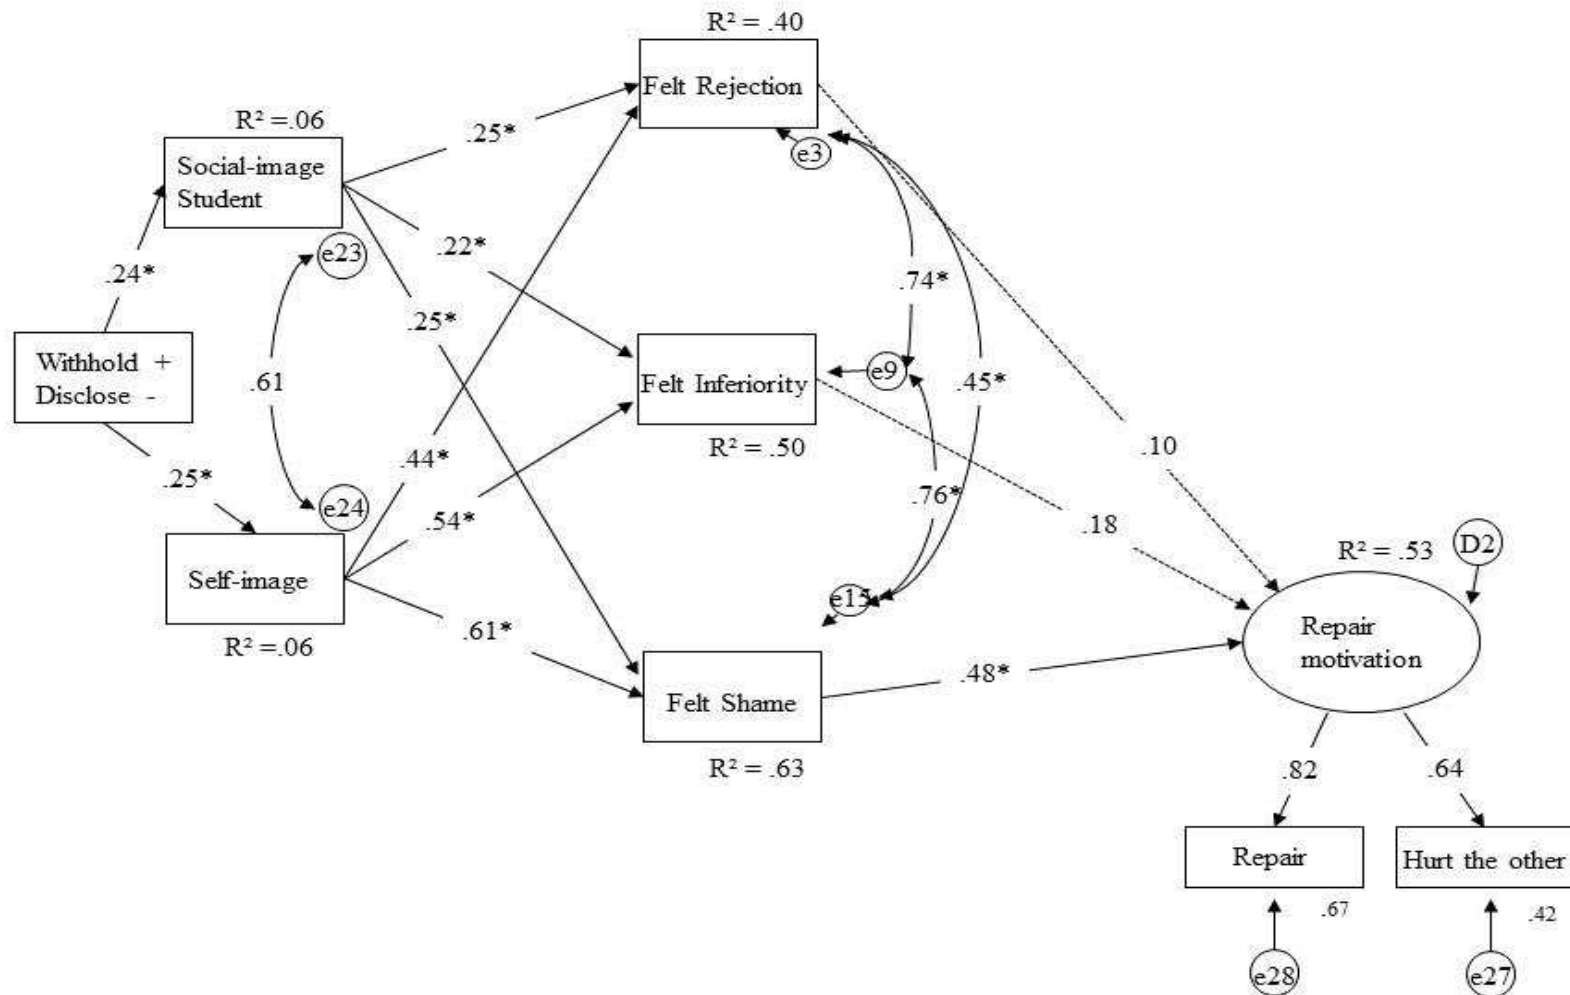 R² = .40
Felt Rejection
R² =.06
.25*
e3
Social-image
Student
e23
.22*
.24*
.74*
.25*
Withhold +
Disclose -
.61
Felt Inferiority
e9
.45*
R² = .50
.44*
.10
.25*
e24
.54*
.76*
.18
R² = .53
D2
Self-image
e15
.61*
R² =.06
Repair
motivation
Felt Shame
.48*
R² = .63
.82
.64
Repair
Hurt the other
.67
.42
e28
e27